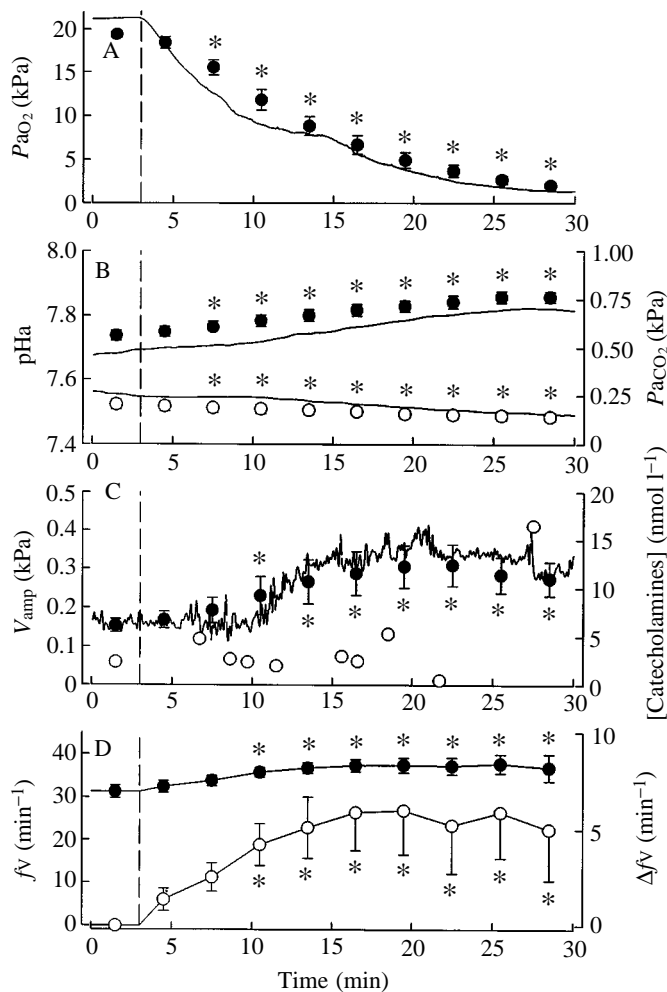 20
15
10
5
0
A
PaO₂ (kPa)
* * * * * * * *
0 5 10 15 20 25 30
8.0
7.8
7.6
7.4
B
pHa
* * * * * * * *
* * * * * * * *
1.00
0.75
0.50
0.25
0
PaCO₂ (kPa)
0 5 10 15 20 25 30
0.5
0.4
0.3
0.2
0.1
0
C
Vamp (kPa)
*
* * * * * *
20
15
10
5
0
[Catecholamines] (nmol l⁻¹)
0 5 10 15 20 25 30
40
30
20
10
0
D
fv (min⁻¹)
* * * * * * *
* * * * * * *
10
5
0
Δfv (min⁻¹)
0 5 10 15 20 25 30
Time (min)